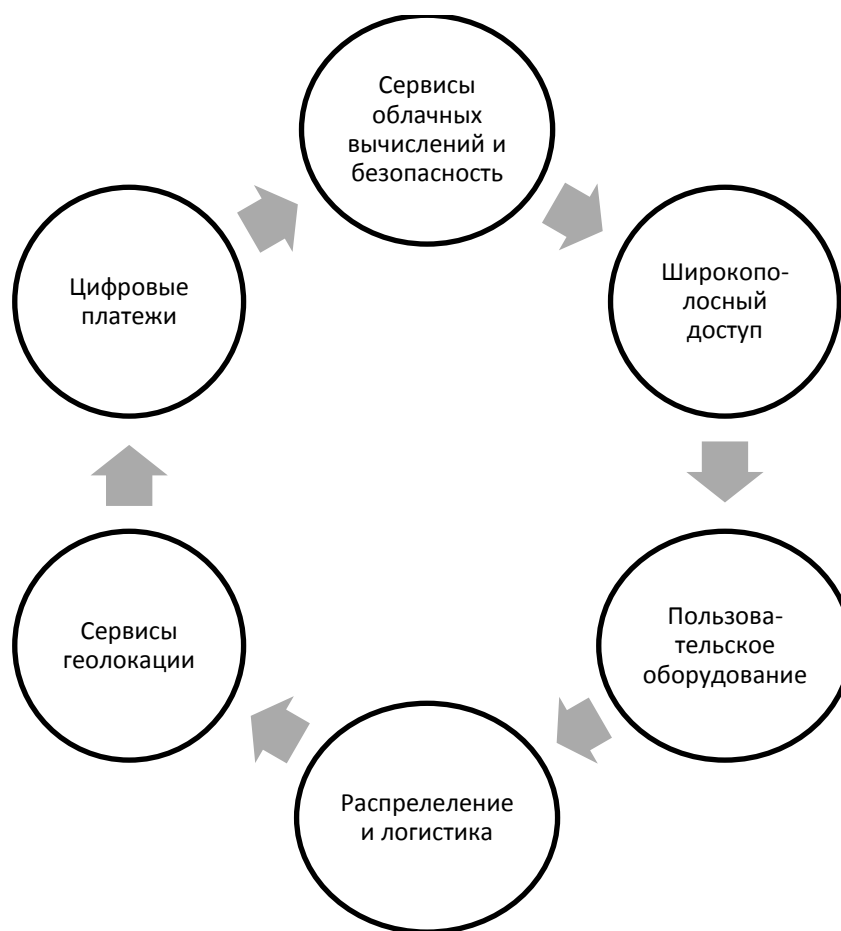 Сервисы
облачных
вычислений и
безопасность
Широкопо-
лосный
доступ
Пользова-
тельское
оборудование
Распрелеление
и логистика
Сервисы
геолокации
Цифровые
платежи